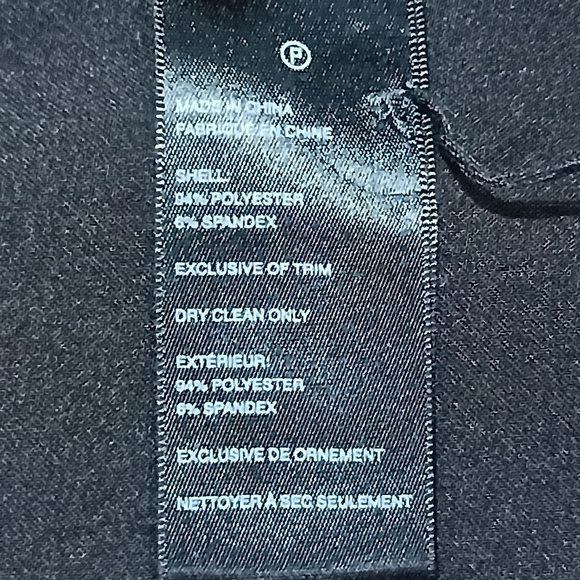 P
MADE IN CHINA
FABRIQUE EN CHINE
SHELL
94% POLYESTER
6% SPANDEX
EXCLUSIVE OF TRIM
DRY CLEAN ONLY
EXTÉRIEUR:
94% POLYESTER
6% SPANDEX
EXCLUSIVE DE ORNEMENT
NETTOYER À SEC SEULEMENT